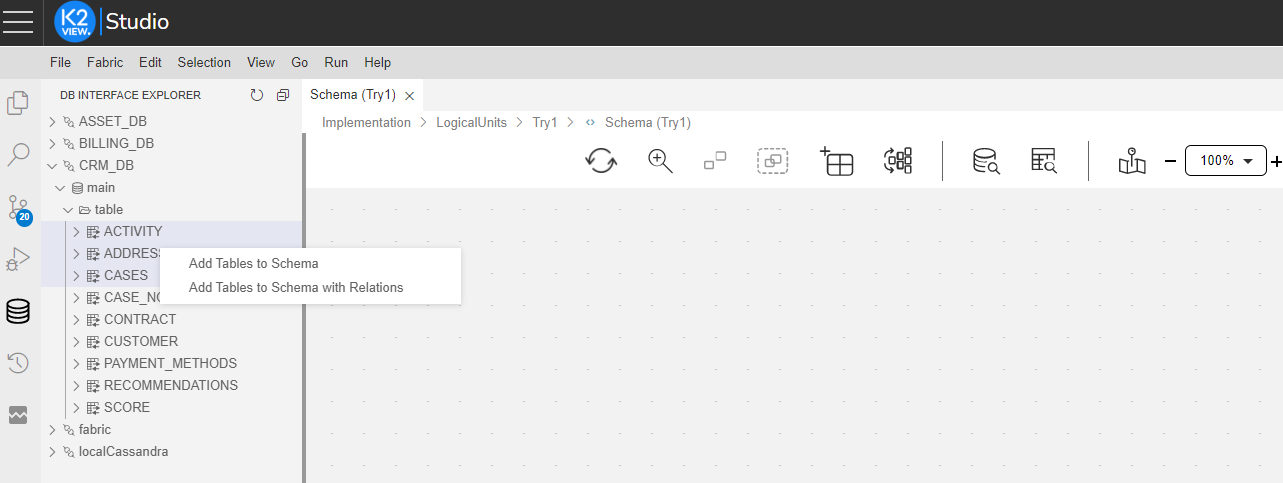 K2
VIEW.
Studio
File Fabric Edit Selection View Go Run Help
DB INTERFACE EXPLORER
Schema (Try1)
Implementation > LogicalUnits > Try1 > Schema (Try1)
ASSET_DB
BILLING_DB
CRM_DB
main
table
ACTIVITY
ADDRESS
CASES
CASE_NO
CONTRACT
CUSTOMER
PAYMENT_METHODS
RECOMMENDATIONS
SCORE
fabric
localCassandra
20
Add Tables to Schema
Add Tables to Schema with Relations
100%